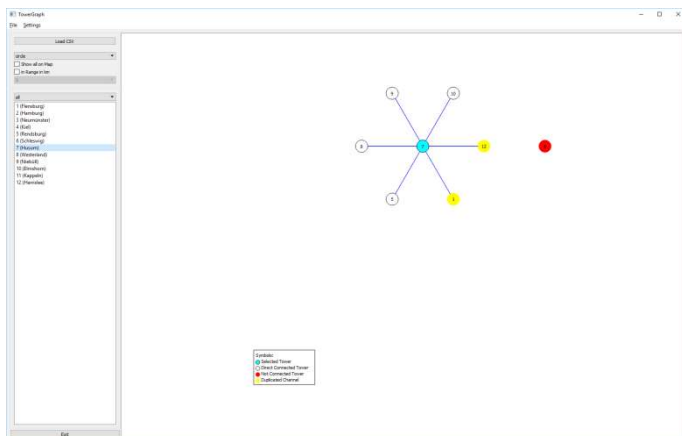 TowerGraph
File Settings
Load CSV
circle
Show all on Map
in Range in km
all
1 (Flensburg)
2 (Hamburg)
3 (Neumünster)
4 (Kiel)
5 (Rendsburg)
6 (Schleswig)
7 (Husum)
8 (Westerland)
9 (Niebüll)
10 (Elmshorn)
11 (Kappeln)
12 (Marnitz)
9
10
8
7
12
5
Symbols:
Selected Tower
Direct Connected Tower
Not Connected Tower
Duplicated Channel
Exit